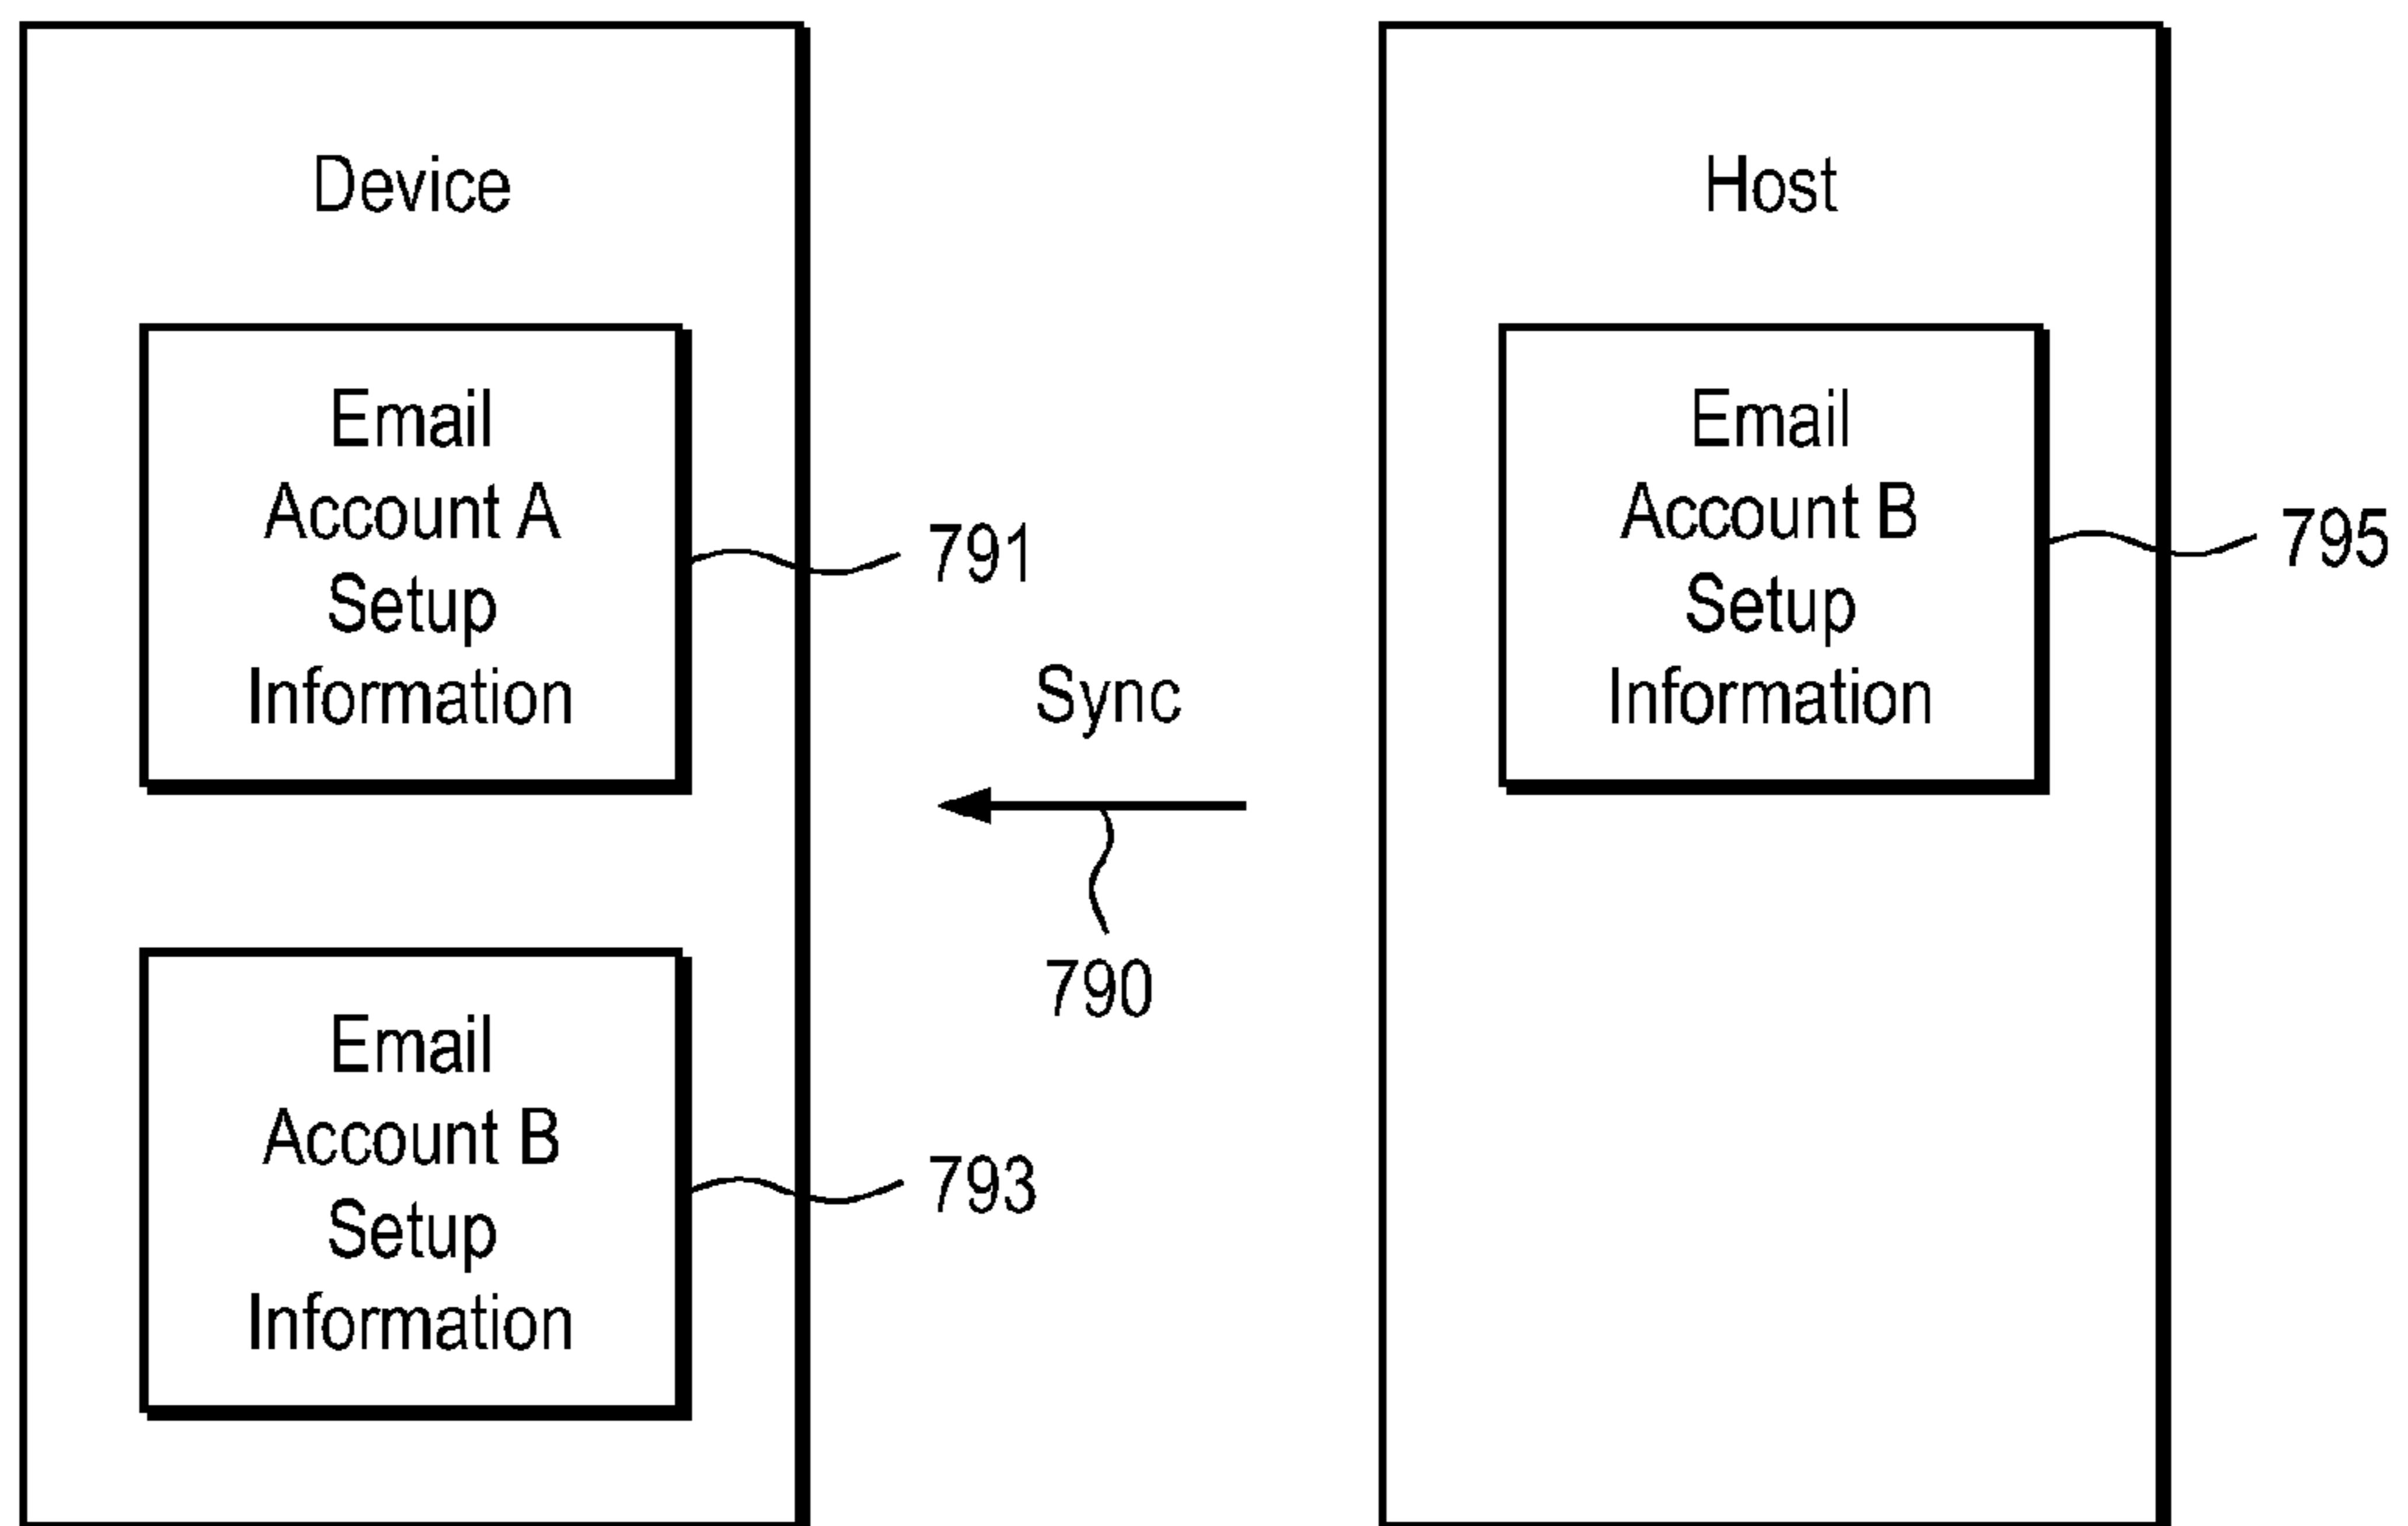 Device
Email
Account A
Setup
Information
791
Email
Account B
Setup
Information
793
Sync
790
Host
Email
Account B
Setup
Information
795